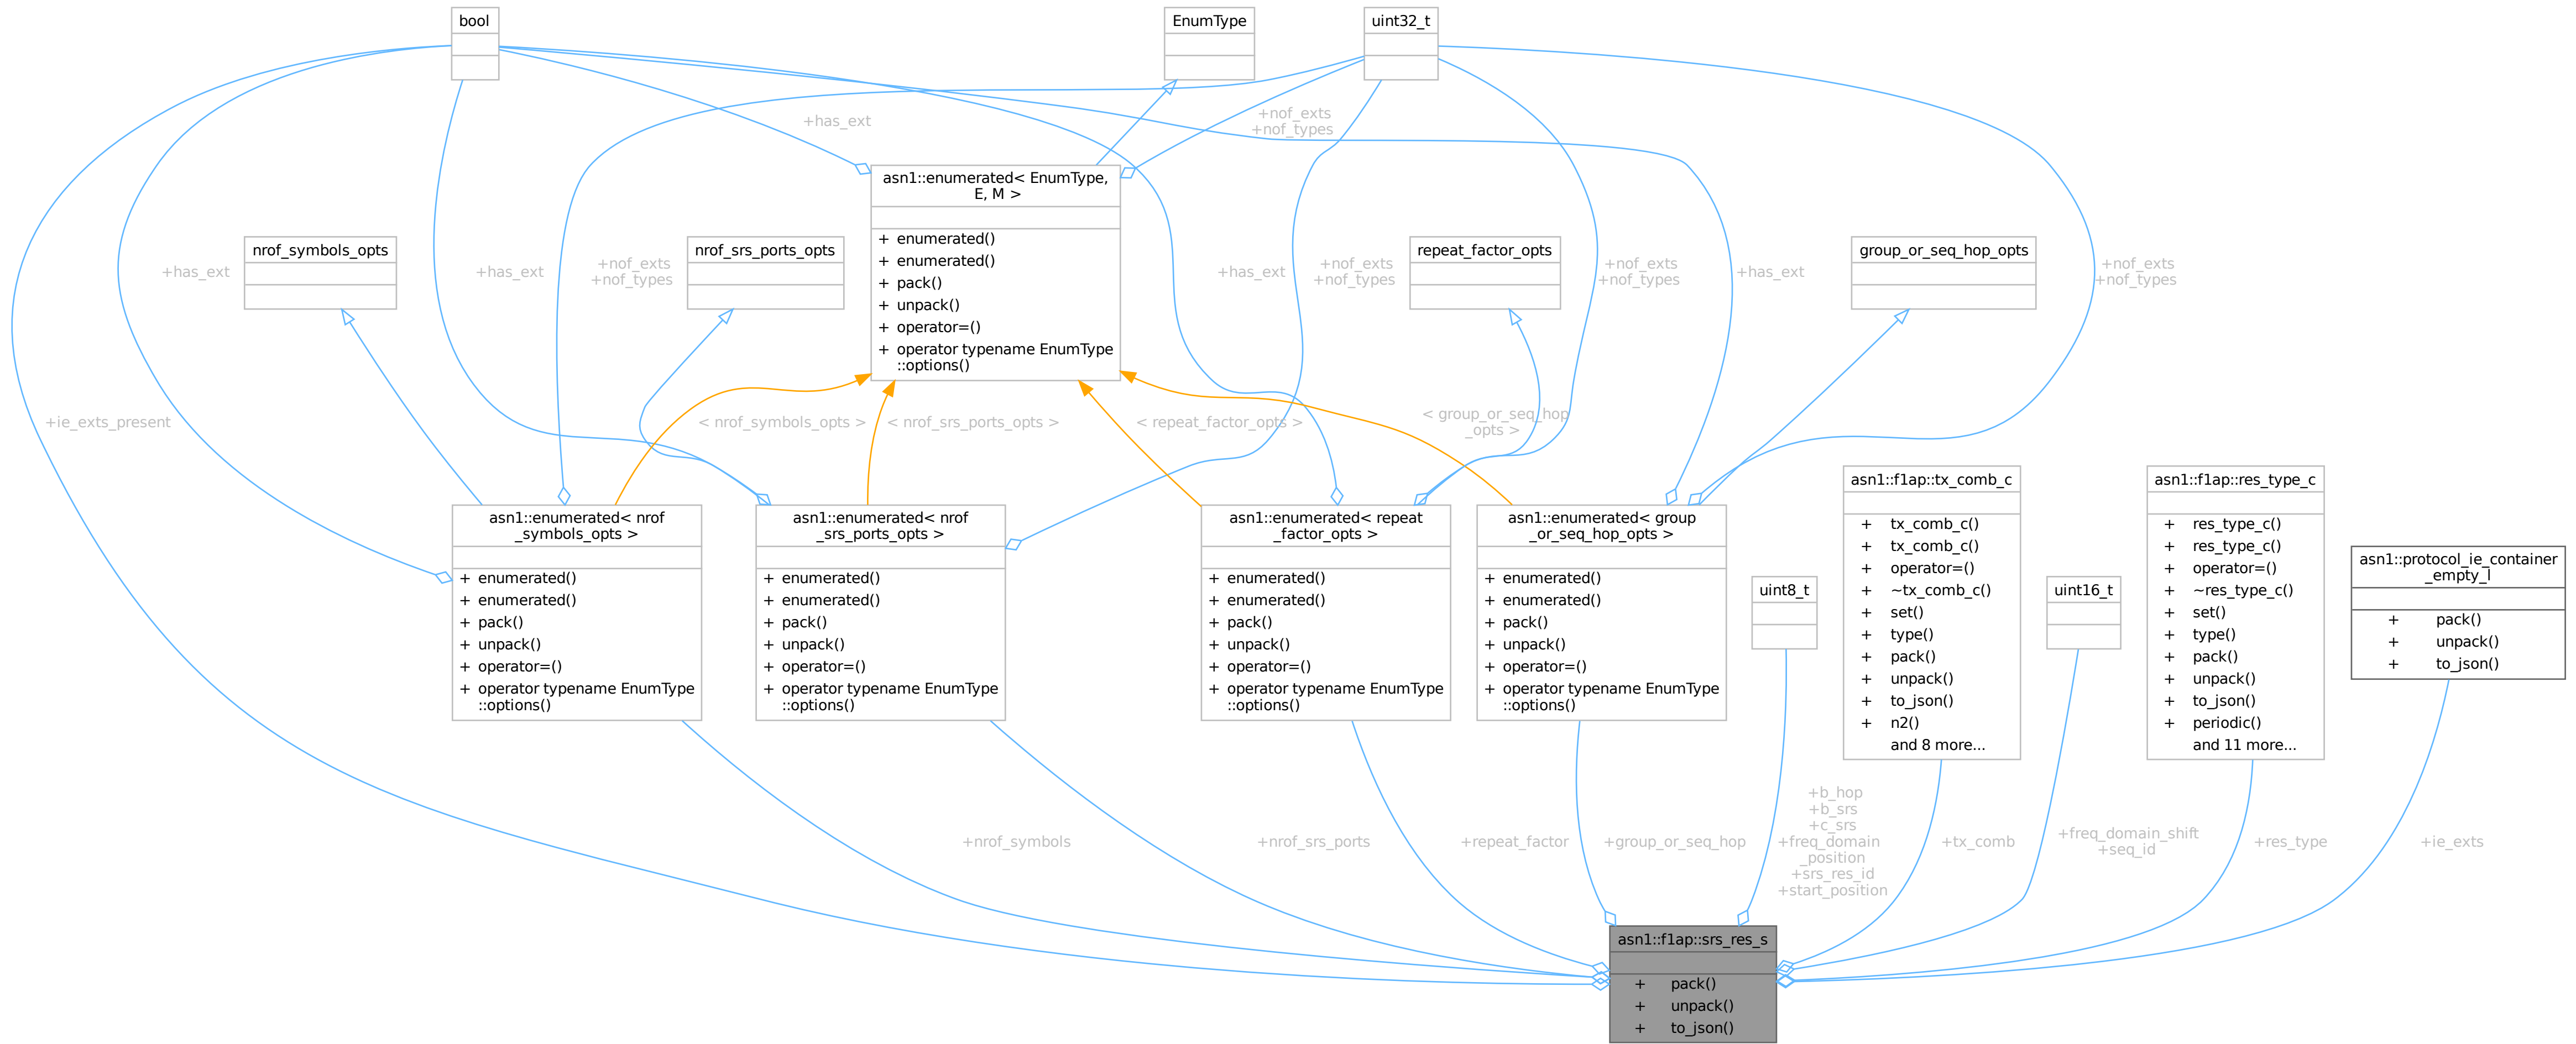 bool
EnumType
uint32_t
+has_ext
+nof_exts
+nof_types
asn1::enumerated< EnumType,
E, M >
+ enumerated()
+ enumerated()
+ pack()
+ unpack()
+ operator=()
+ operator typename EnumType
::options()
nrof_symbols_opts
+has_ext
+has_ext
+nof_exts
+nof_types
nrof_srs_ports_opts
+has_ext
+nof_exts
+nof_types
repeat_factor_opts
+nof_exts
+nof_types
+has_ext
group_or_seq_hop_opts
+nof_exts
+nof_types
+ie_exts_present
< nrof_symbols_opts >
< nrof_srs_ports_opts >
< repeat_factor_opts >
< group_or_seq_hop
_opts >
asn1::enumerated< nrof
_symbols_opts >
+ enumerated()
+ enumerated()
+ pack()
+ unpack()
+ operator=()
+ operator typename EnumType
::options()
asn1::enumerated< nrof
_srs_ports_opts >
+ enumerated()
+ enumerated()
+ pack()
+ unpack()
+ operator=()
+ operator typename EnumType
::options()
asn1::enumerated< repeat
_factor_opts >
+ enumerated()
+ enumerated()
+ pack()
+ unpack()
+ operator=()
+ operator typename EnumType
::options()
asn1::enumerated< group
_or_seq_hop_opts >
+ enumerated()
+ enumerated()
+ pack()
+ unpack()
+ operator=()
+ operator typename EnumType
::options()
uint8_t
asn1::f1ap::tx_comb_c
+ tx_comb_c()
+ tx_comb_c()
+ operator=()
+ ~tx_comb_c()
+ set()
+ type()
+ pack()
+ unpack()
+ to_json()
+ n2()
and 8 more...
uint16_t
asn1::f1ap::res_type_c
+ res_type_c()
+ res_type_c()
+ operator=()
+ ~res_type_c()
+ set()
+ type()
+ pack()
+ unpack()
+ to_json()
+ periodic()
and 11 more...
asn1::protocol_ie_container
_empty_l
+ pack()
+ unpack()
+ to_json()
+nrof_symbols
+nrof_srs_ports
+repeat_factor
+group_or_seq_hop
+b_hop
+b_srs
+c_srs
+freq_domain
_position
+srs_res_id
+start_position
+tx_comb
+freq_domain_shift
+seq_id
+res_type
+ie_exts
asn1::f1ap::srs_res_s
+ pack()
+ unpack()
+ to_json()